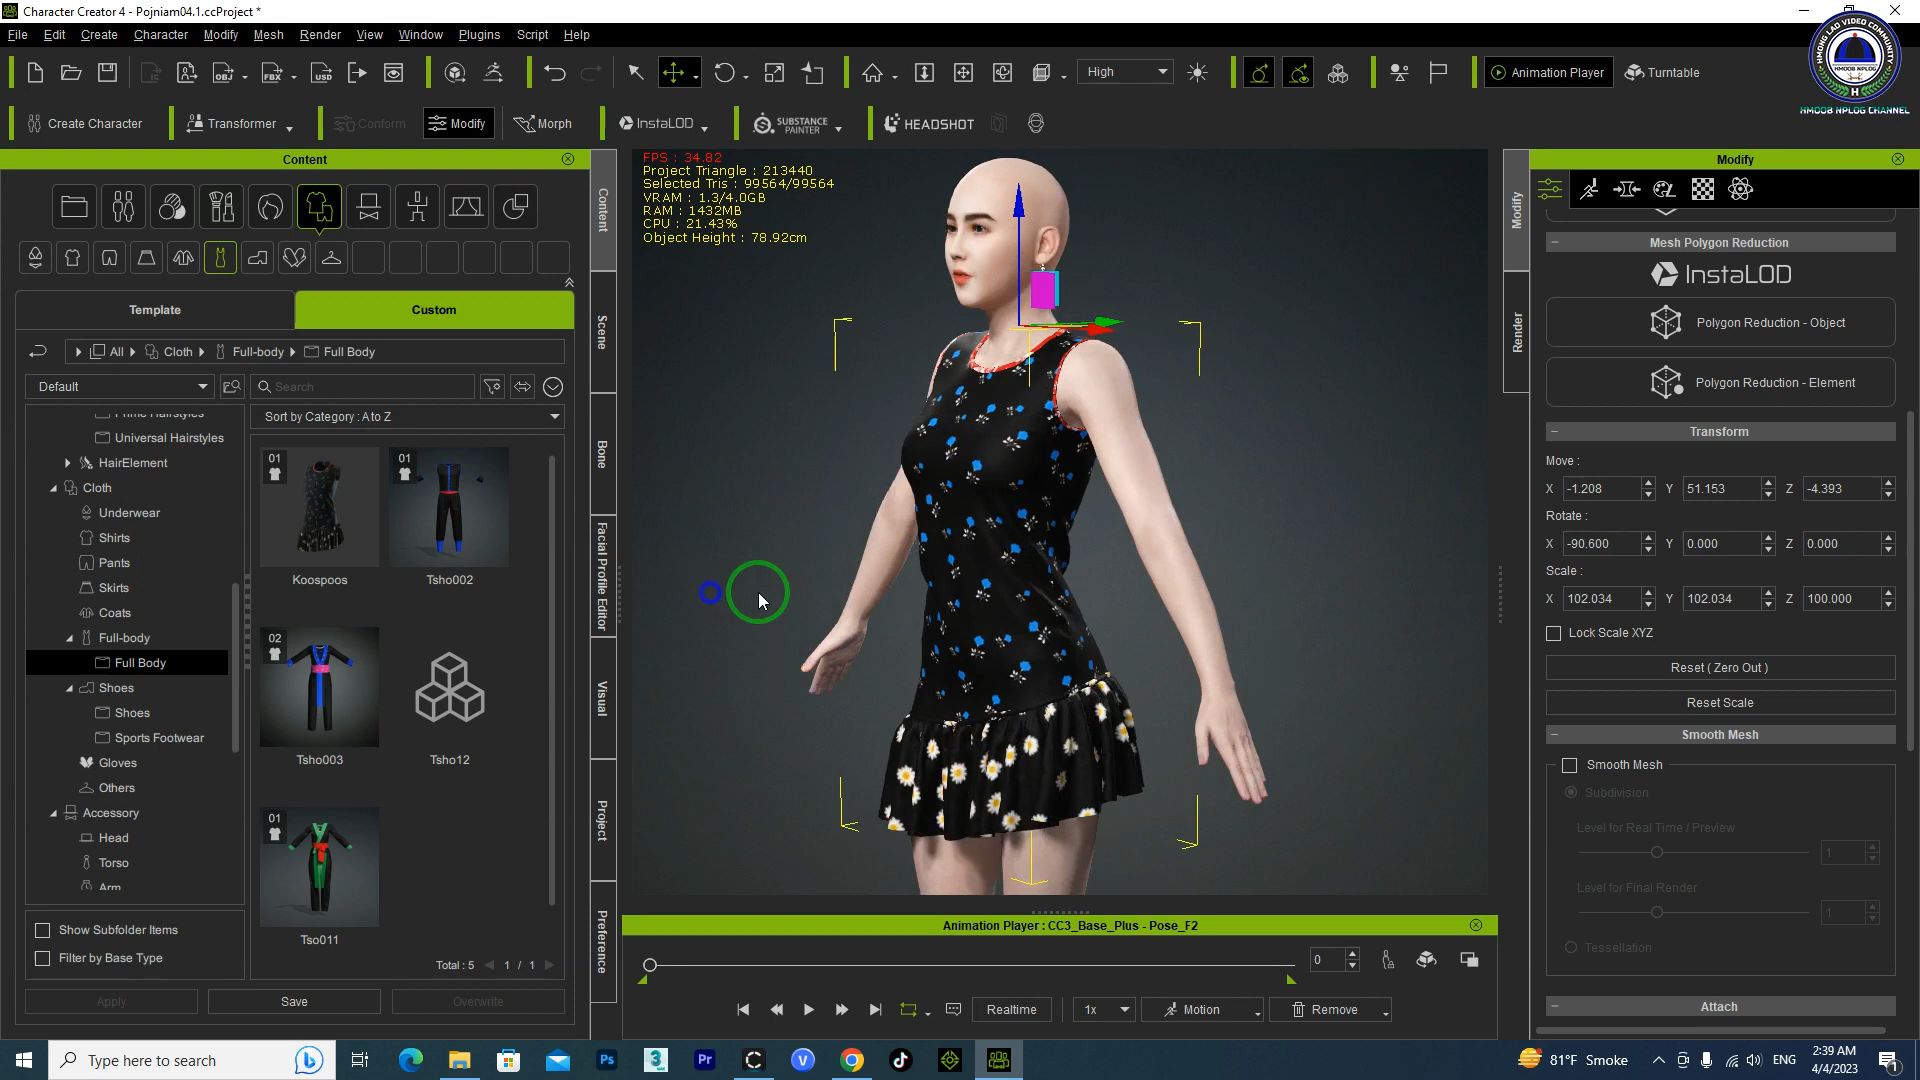 Character Creator 4 - Pojniam04.1.ccProject *
File Edit Create Character Modify Mesh Render View Window Plugins Script Help
High
Animation Player
Turntable
HMONG LAO VIDEO COMMUNITY
HMOOB NPLOG
H
HMOOB NPLOG CHANNEL
Create Character
Transformer
Conform
Modify
Morph
InstaLOD
SUBSTANCE PAINTER
HEADSHOT
Content
Template
Custom
All
Cloth
Full-body
Full Body
Default
Search
Sort by Category : A to Z
Prime Hairstyles
Universal Hairstyles
HairElement
Cloth
Underwear
Shirts
Pants
Skirts
Coats
Full-body
Full Body
Shoes
Shoes
Sports Footwear
Gloves
Others
Accessory
Head
Torso
Arm
01
Koospoos
01
Tsho002
02
Tsho003
Tsho12
01
Tso011
Show Subfolder Items
Filter by Base Type
Total : 5
1 / 1
Apply
Save
Overwrite
Content
Scene
Bone
Facial Profile Editor
Visual
Project
Preference
FPS : 34.82
Project Triangle : 213440
Selected Tris : 99564/99564
VRAM : 1.3/4.0GB
RAM : 1432MB
CPU : 21.43%
Object Height : 78.92cm
Animation Player : CC3_Base_Plus - Pose_F2
0
Realtime
1x
Motion
Remove
Modify
Render
Modify
Mesh Polygon Reduction
InstaLOD
Polygon Reduction - Object
Polygon Reduction - Element
Transform
Move :
X -1.208 Y 51.153 Z -4.393
Rotate :
X -90.600 Y 0.000 Z 0.000
Scale :
X 102.034 Y 102.034 Z 100.000
Lock Scale XYZ
Reset ( Zero Out )
Reset Scale
Smooth Mesh
Smooth Mesh
Subdivision
Level for Real Time / Preview
1
Level for Final Render
1
Tessellation
Attach
Type here to search
81°F Smoke
ENG
2:39 AM
4/4/2023
1